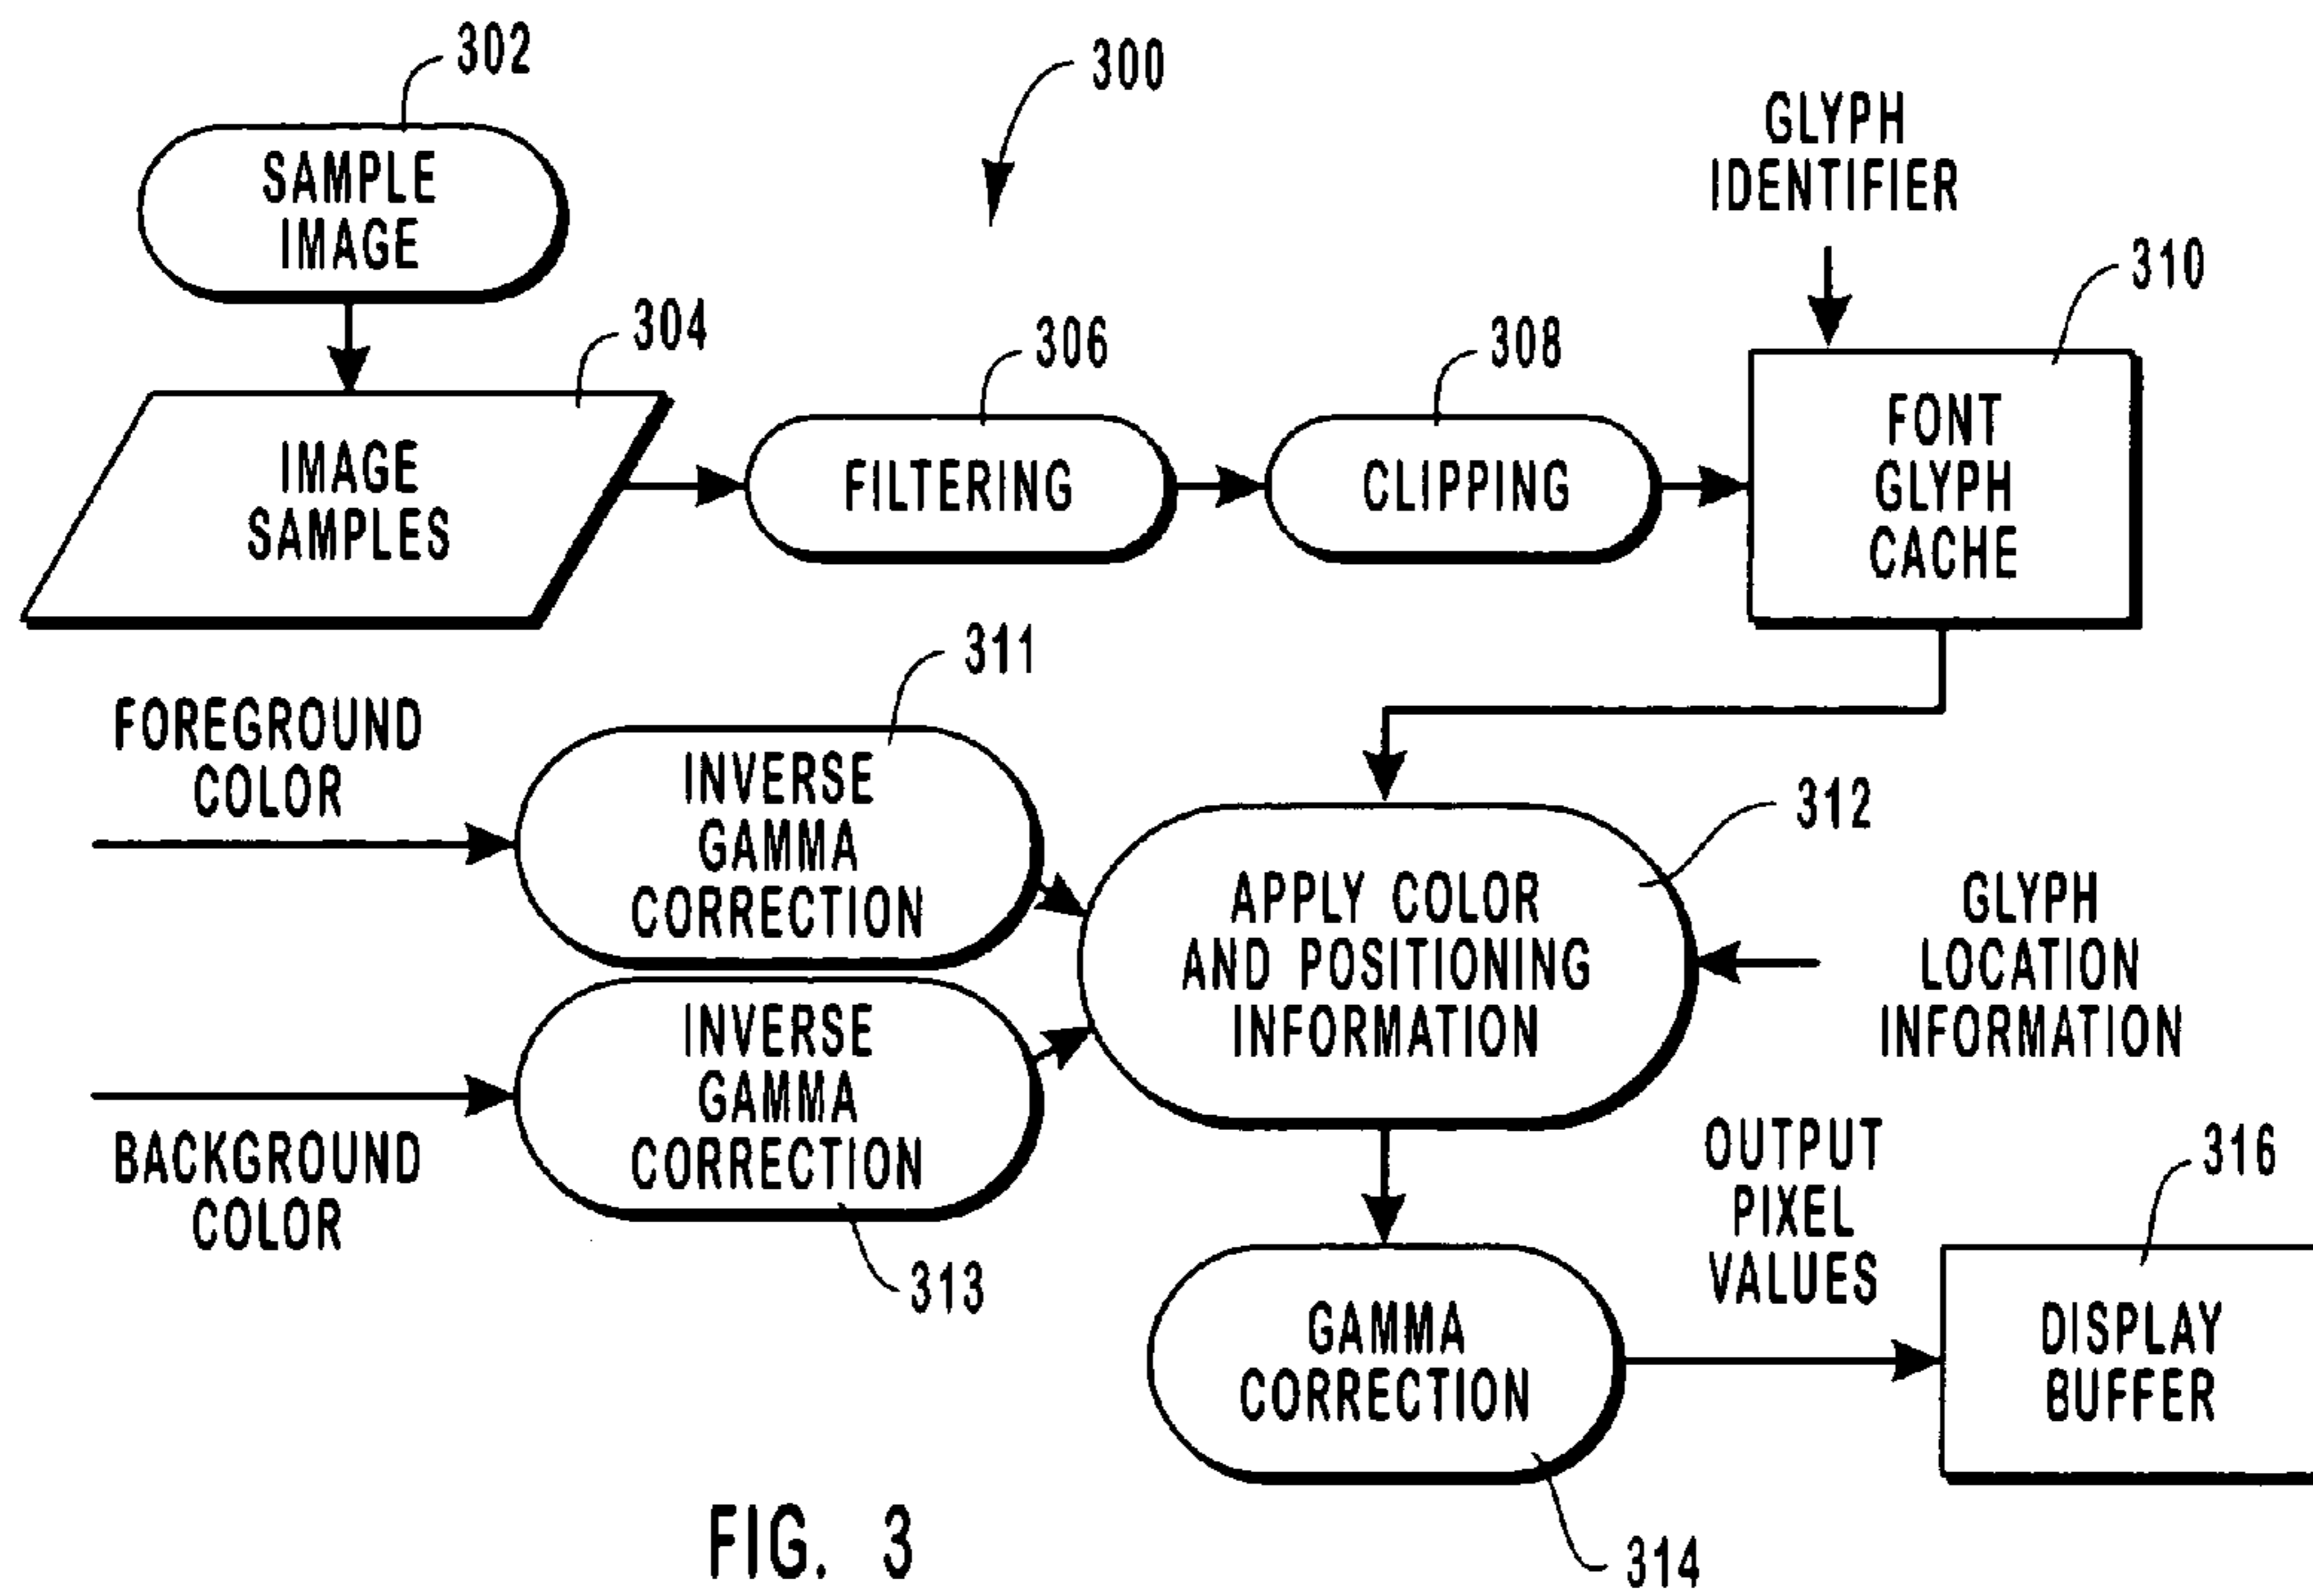 302
300
GLYPH
IDENTIFIER
SAMPLE
IMAGE
310
304
306
308
IMAGE
SAMPLES
FILTERING
CLIPPING
FONT
GLYPH
CACHE
311
FOREGROUND
COLOR
INVERSE
GAMMA
CORRECTION
312
APPLY COLOR
AND POSITIONING
INFORMATION
GLYPH
LOCATION
INFORMATION
INVERSE
GAMMA
CORRECTION
BACKGROUND
COLOR
313
OUTPUT
PIXEL
VALUES
316
GAMMA
CORRECTION
DISPLAY
BUFFER
314
FIG. 3